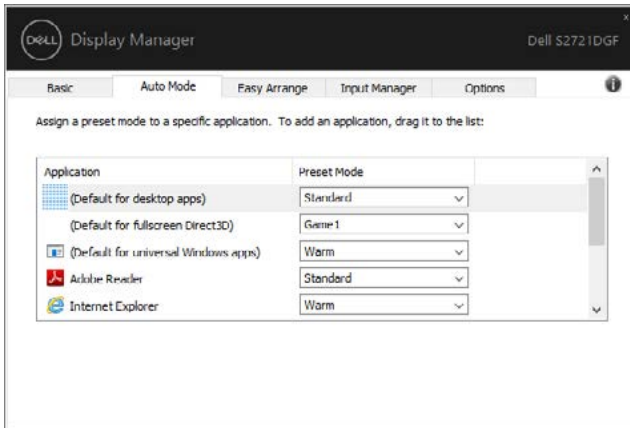 DELL Display Manager
Dell S2721DGF
Basic Auto Mode Easy Arrange Input Manager Options
Assign a preset mode to a specific application. To add an application, drag it to the list:
Application Preset Mode
(Default for desktop apps) Standard
(Default for fullscreen Direct3D) Game1
(Default for universal Windows apps) Warm
Adobe Reader Standard
Internet Explorer Warm